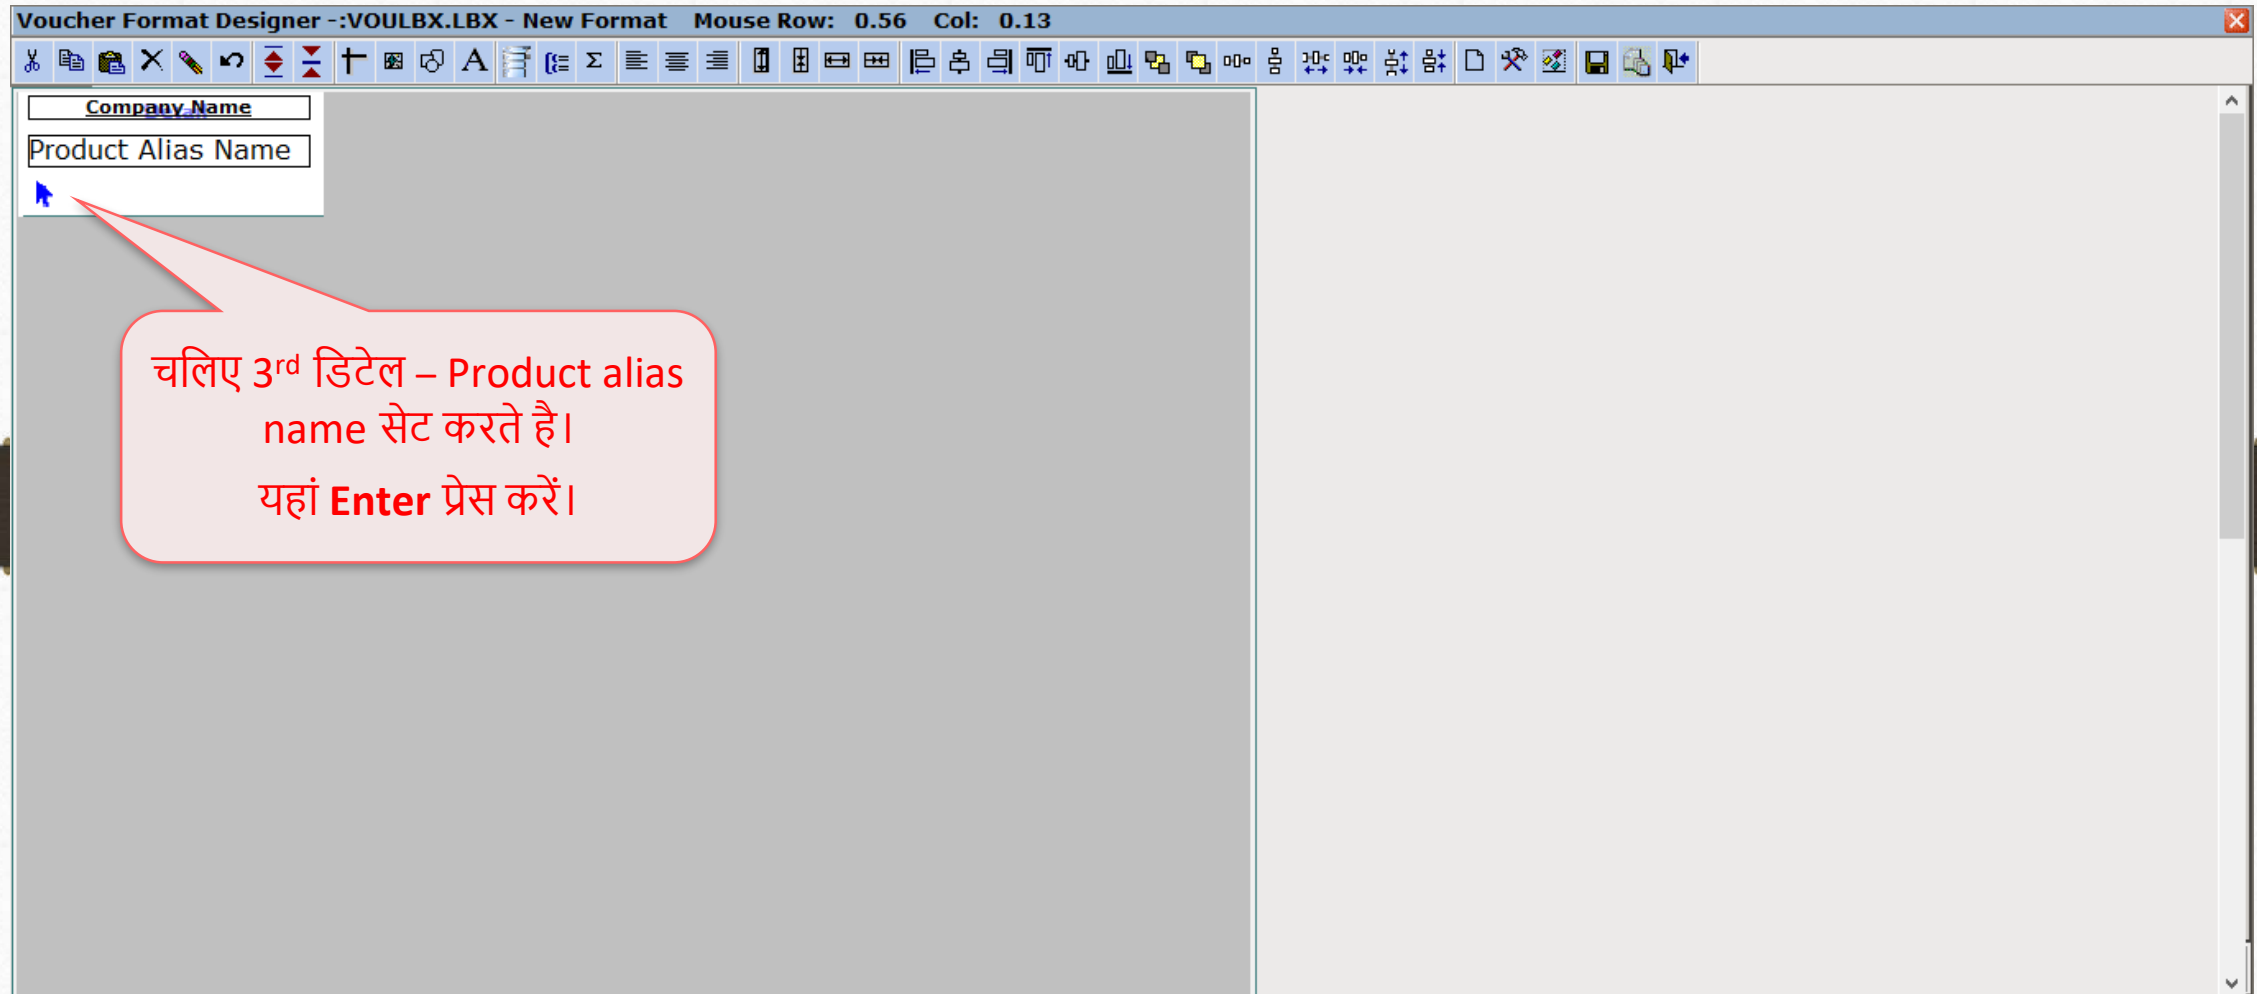 Voucher Format Designer -:VOULBX.LBX - New Format Mouse Row: 0.56 Col: 0.13
Company Name
Detail
Product Alias Name
चलिए 3rd डिटेल – Product alias
name सेट करते है।
यहां Enter प्रेस करें।